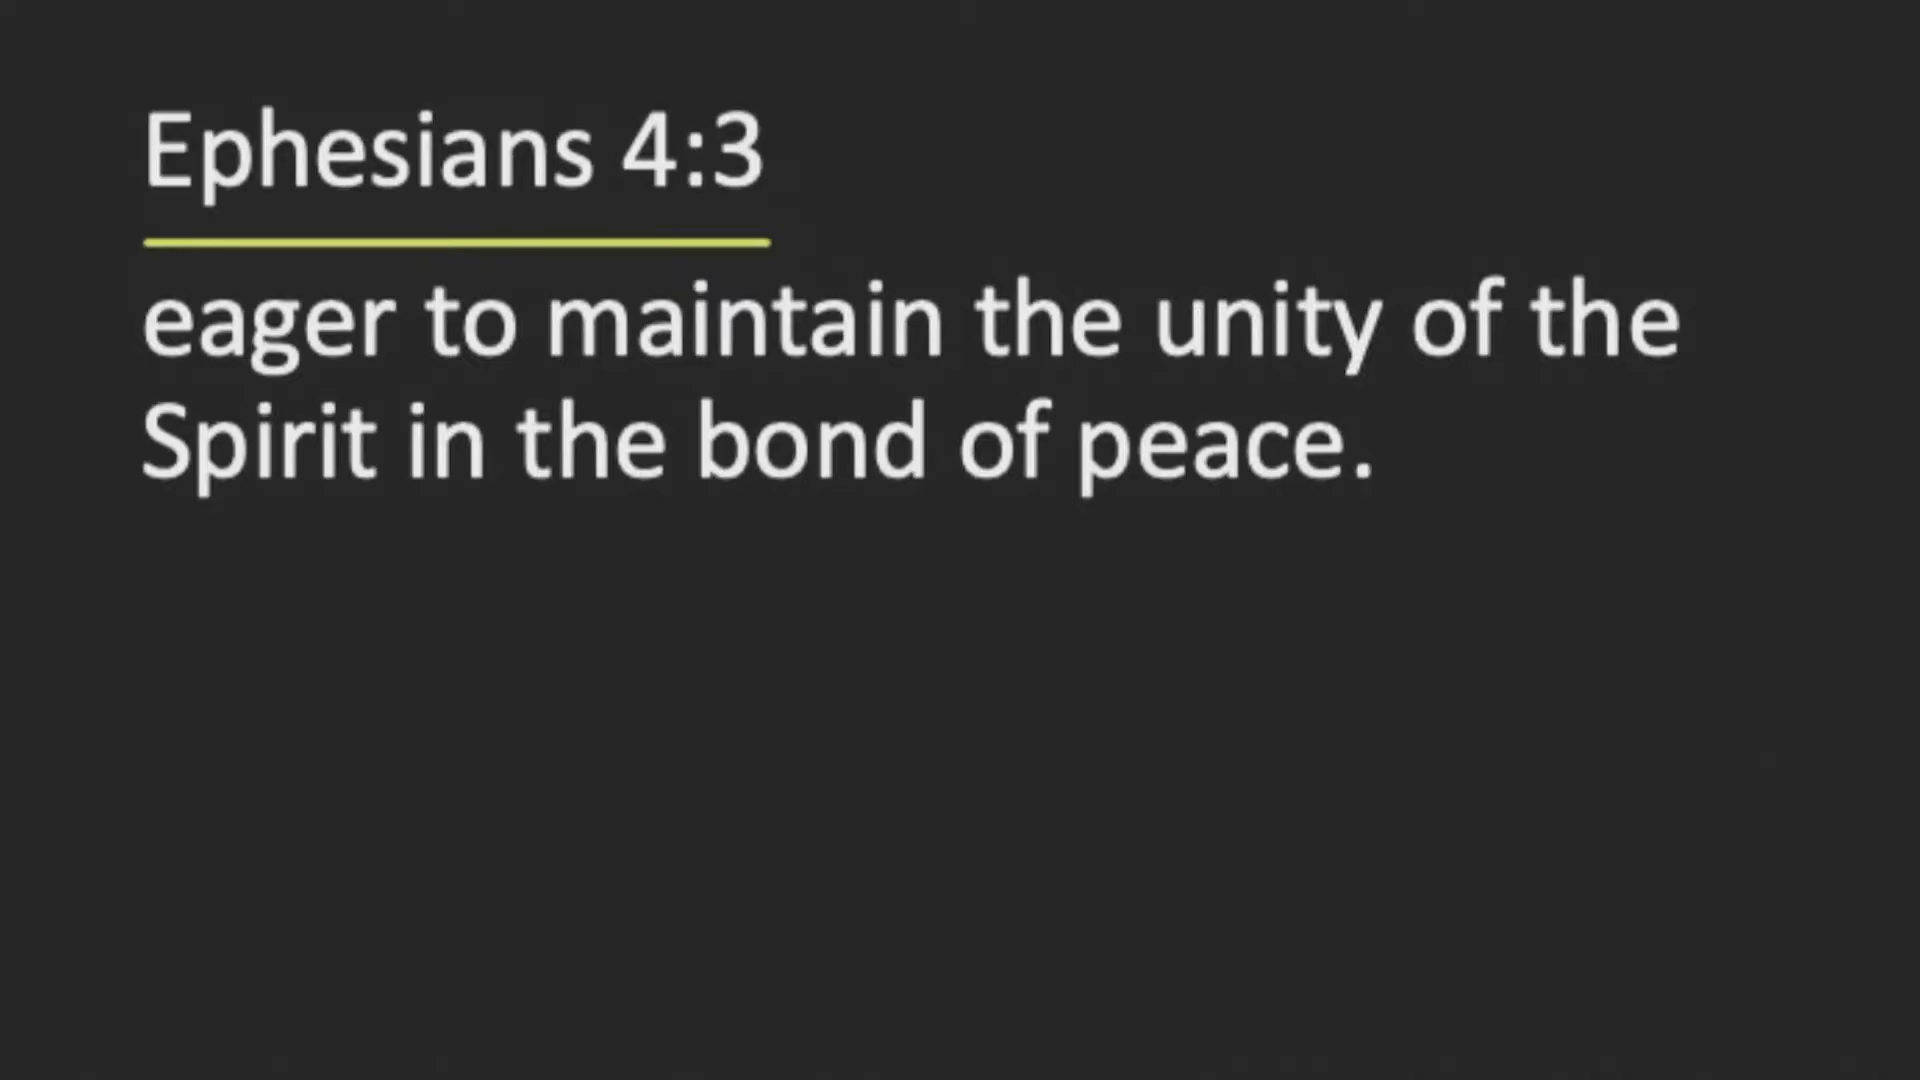 Ephesians 4:3
eager to maintain the unity of the
Spirit in the bond of peace.